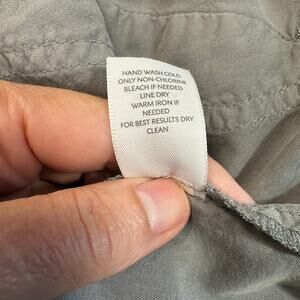 HAND WASH COLD
ONLY NON-CHLORINE
BLEACH IF NEEDED
LINE DRY
WARM IRON IF
NEEDED
FOR BEST RESULTS DRY
CLEAN